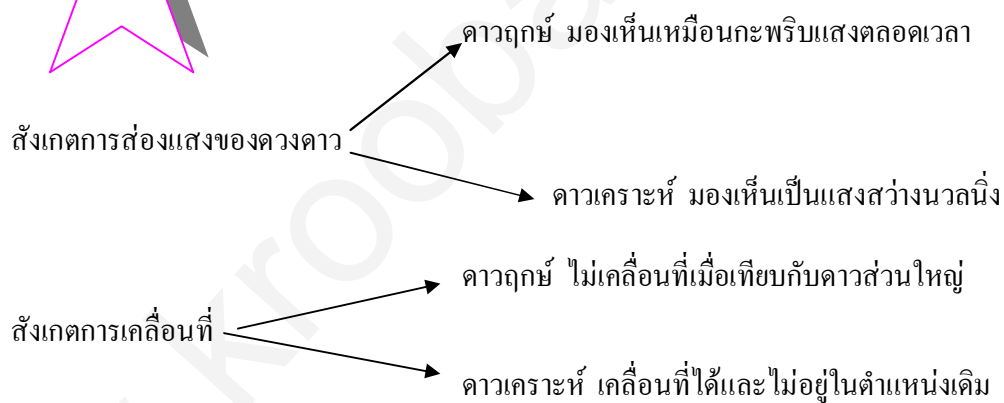 ดาวฤกษ์ มองเห็นเหมือนกะพริบแสงตลอดเวลา
สังเกตการส่องแสงของดวงดาว
ดาวเคราะห์ มองเห็นเป็นแสงสว่างนวลนิ่ง
ดาวฤกษ์ ไม่เคลื่อนที่เมื่อเทียบกับดาวส่วนใหญ่
สังเกตการเคลื่อนที่
ดาวเคราะห์ เคลื่อนที่ได้และไม่อยู่ในตำแหน่งเดิม